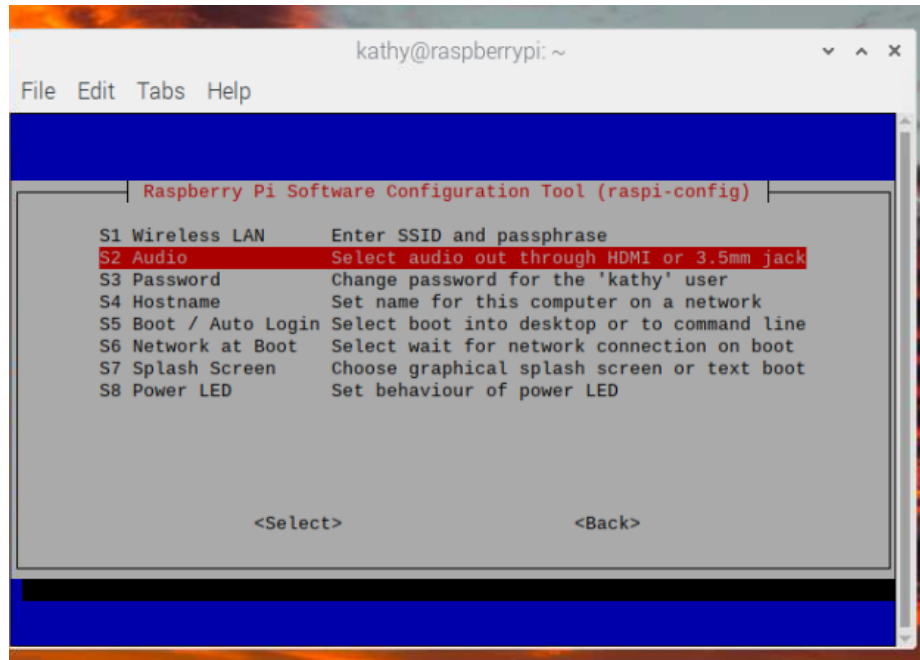 kathy@raspberrypi: ~
File Edit Tabs Help
Raspberry Pi Software Configuration Tool (raspi-config)
S1 Wireless LAN Enter SSID and passphrase
S2 Audio Select audio out through HDMI or 3.5mm jack
S3 Password Change password for the 'kathy' user
S4 Hostname Set name for this computer on a network
S5 Boot / Auto Login Select boot into desktop or to command line
S6 Network at Boot Select wait for network connection on boot
S7 Splash Screen Choose graphical splash screen or text boot
S8 Power LED Set behaviour of power LED
<Select> <Back>